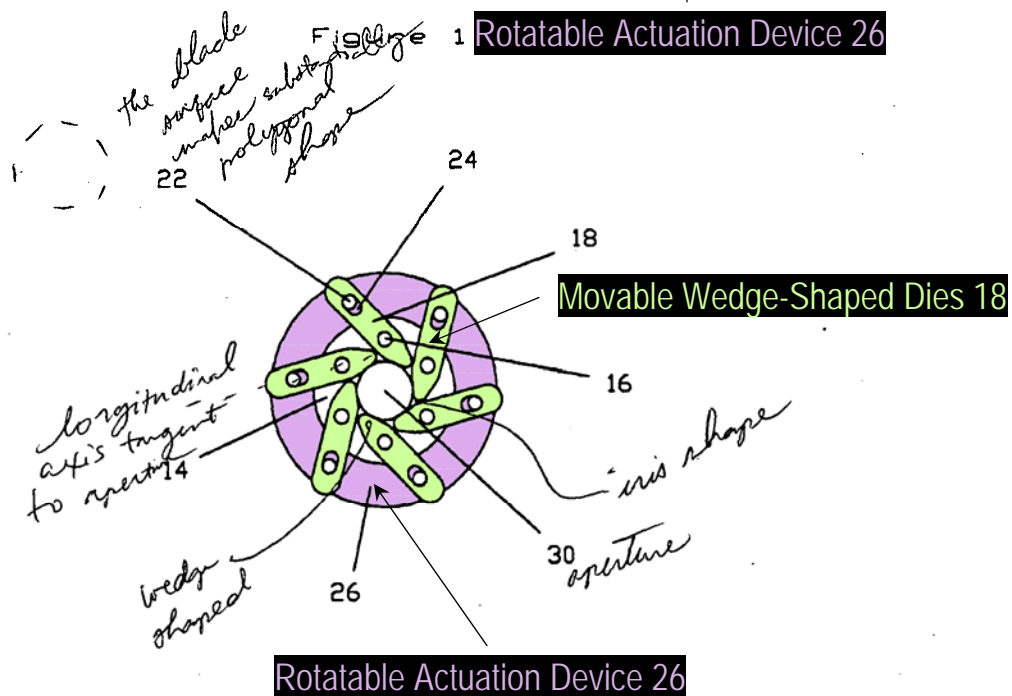 Figure 1
Rotatable Actuation Device 26
the blade
surface
makes substantially
polygonal
shape
22
24
18
Movable Wedge-Shaped Dies 18
16
longitudinal
axis tangent
to aperture
14
iris shape
30
aperture
wedge
shaped
26
Rotatable Actuation Device 26